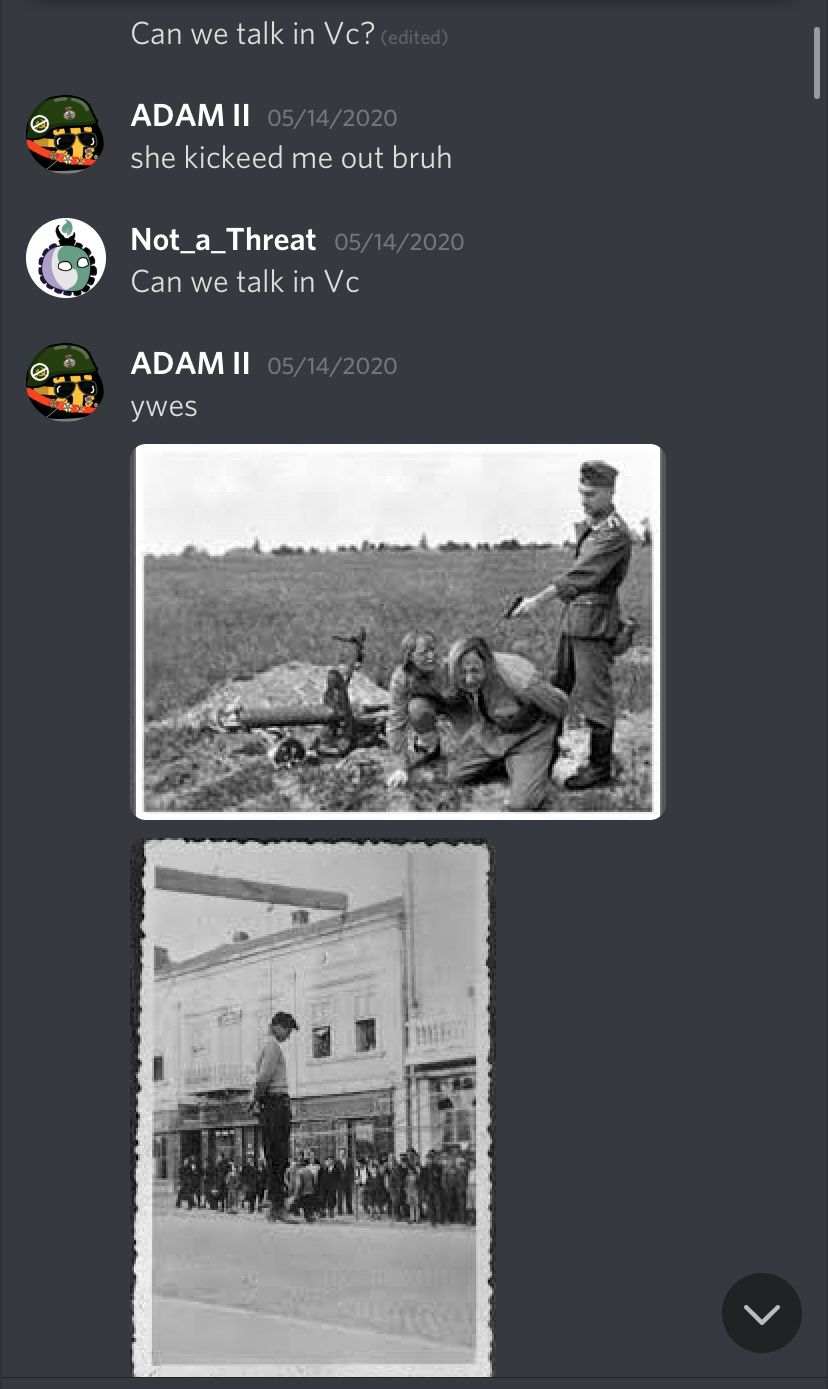 Can we talk in Vc? (edited)
ADAM II 05/14/2020
she kickeed me out bruh
Not_a_Threat 05/14/2020
Can we talk in Vc
ADAM II 05/14/2020
ywes